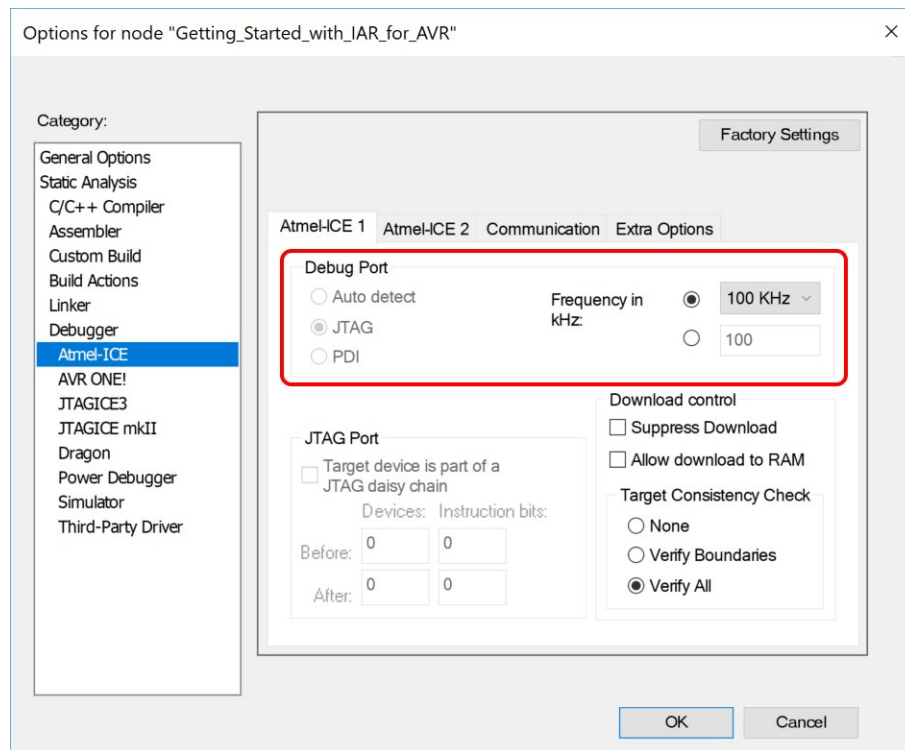 Options for node "Getting_Started_with_IAR_for_AVR"
Category:
General Options
Static Analysis
C/C++ Compiler
Assembler
Custom Build
Build Actions
Linker
Debugger
Atmel-ICE
AVR ONE!
JTAGICE3
JTAGICE mkII
Dragon
Power Debugger
Simulator
Third-Party Driver
Factory Settings
Atmel-ICE 1 Atmel-ICE 2 Communication Extra Options
Debug Port
Auto detect
JTAG
PDI
Frequency in
kHz:
100 KHz
100
JTAG Port
Target device is part of a
JTAG daisy chain
Devices: Instruction bits:
Before: 0 0
After: 0 0
Download control
Suppress Download
Allow download to RAM
Target Consistency Check
None
Verify Boundaries
Verify All
OK Cancel